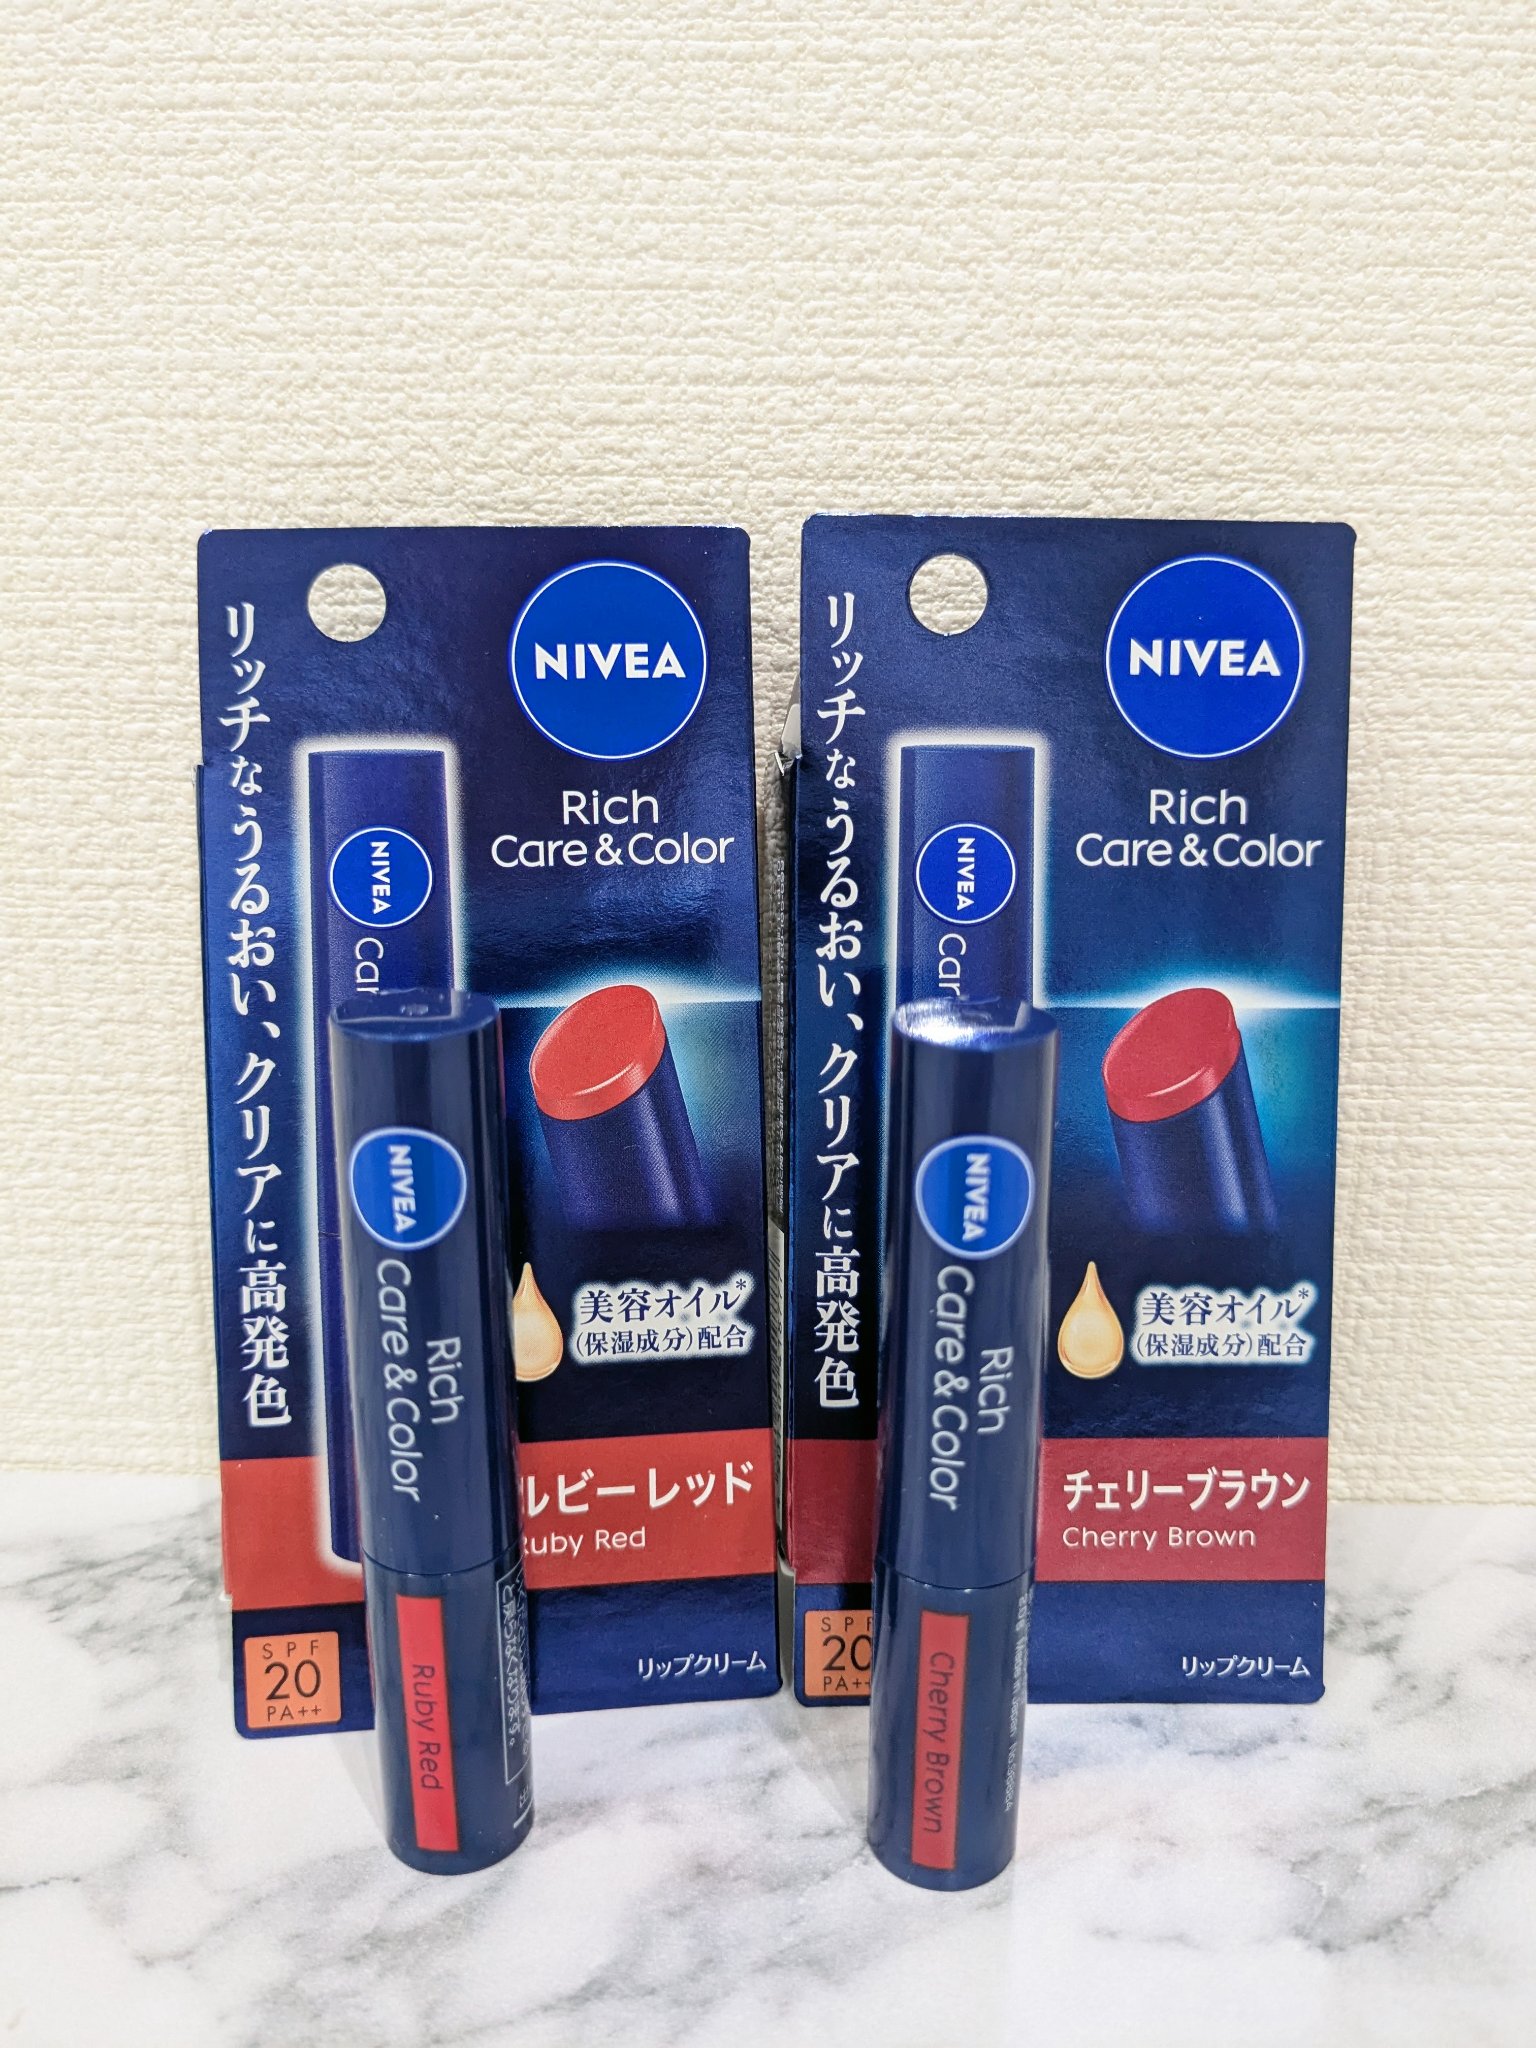 リッチなうるおい、クリアに高発色
NIVEA
Rich
Care & Color
NIVEA
Car
美容オイル*
(保湿成分)配合
ルビーレッド
Ruby Red
SPF
20
PA++
リップクリーム
NIVEA
Rich
Care & Color
Ruby Red
リッチなうるおい、クリアに高発色
NIVEA
Rich
Care & Color
NIVEA
Car
美容オイル*
(保湿成分)配合
チェリーブラウン
Cherry Brown
SPF
20
PA++
リップクリーム
NIVEA
Rich
Care & Color
Cherry Brown